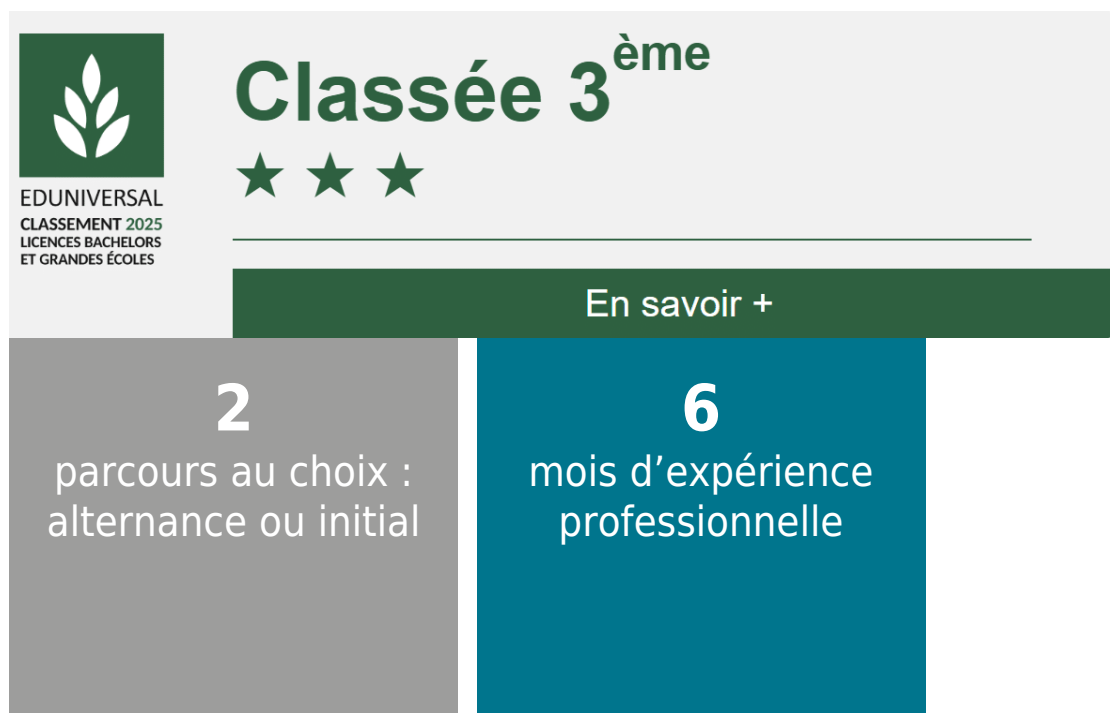 Classée 3ème
EDUNIVERSAL
CLASSEMENT 2025
LICENCES BACHELORS
ET GRANDES ÉCOLES
En savoir +
2
parcours au choix :
alternance ou initial
6
mois d’expérience
professionnelle